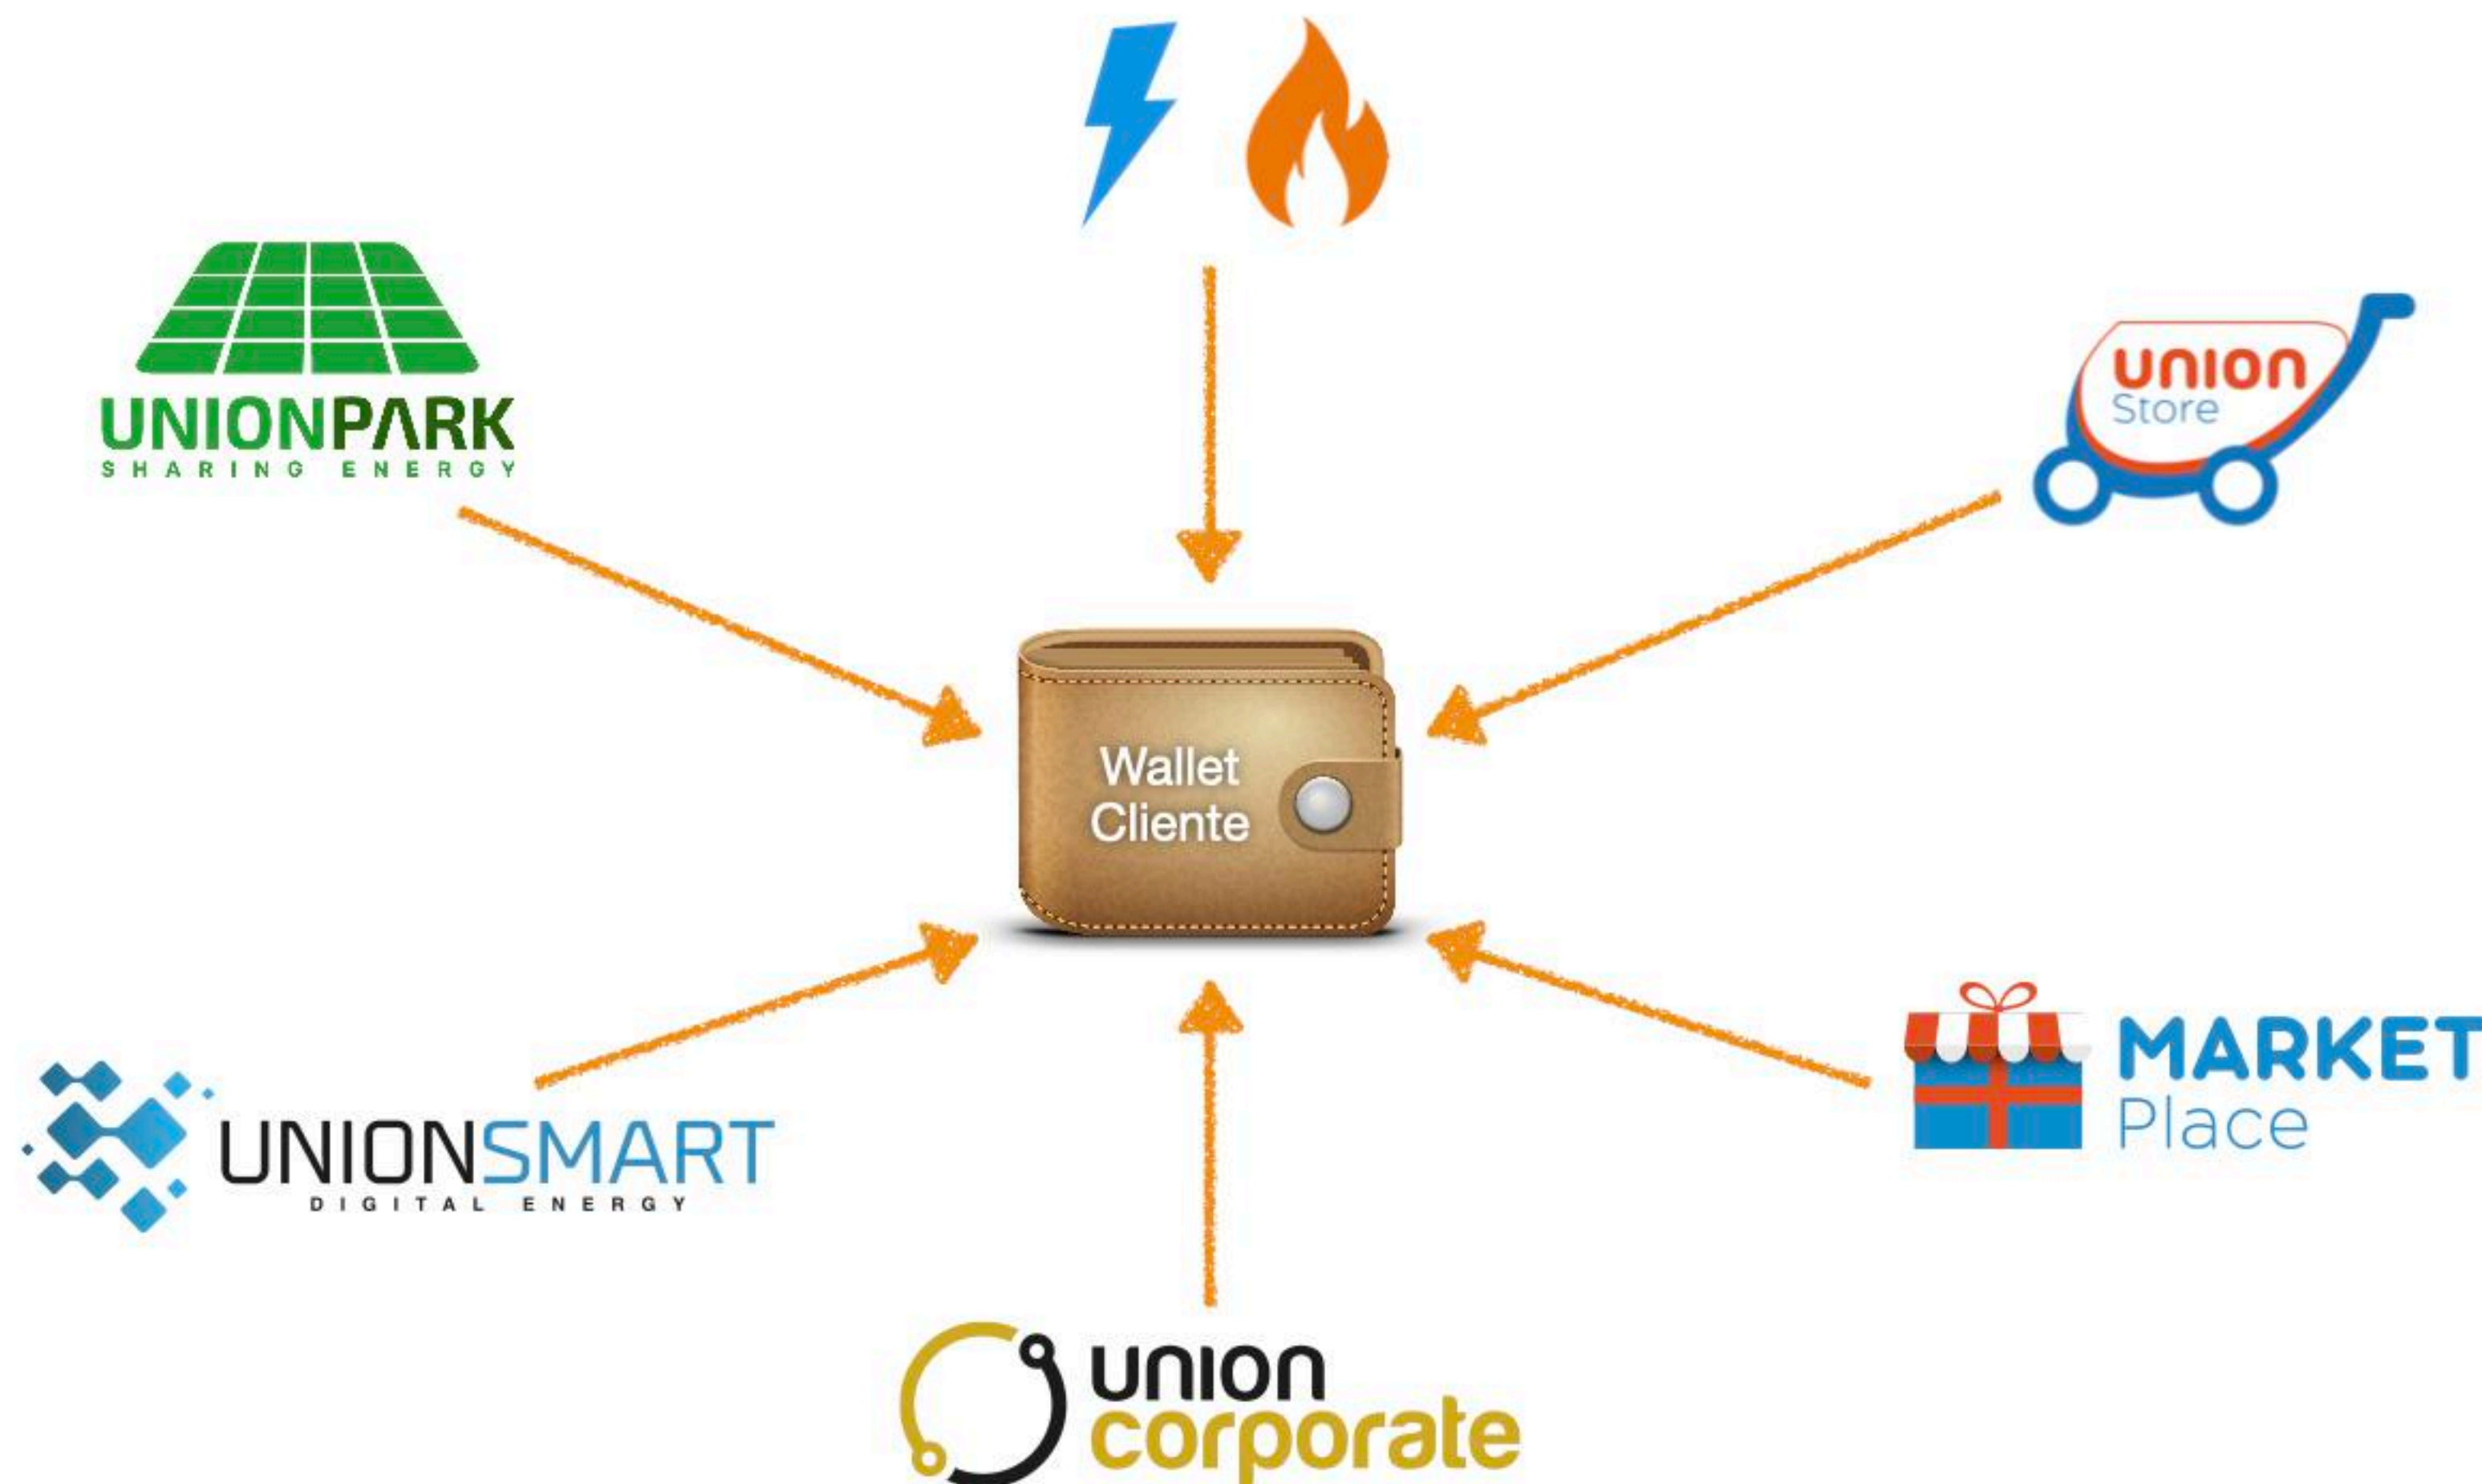 UNIONPARK
SHARING ENERGY
union
Store
Wallet
Cliente
UNIONSMART
DIGITAL ENERGY
MARKET
Place
union
corporate